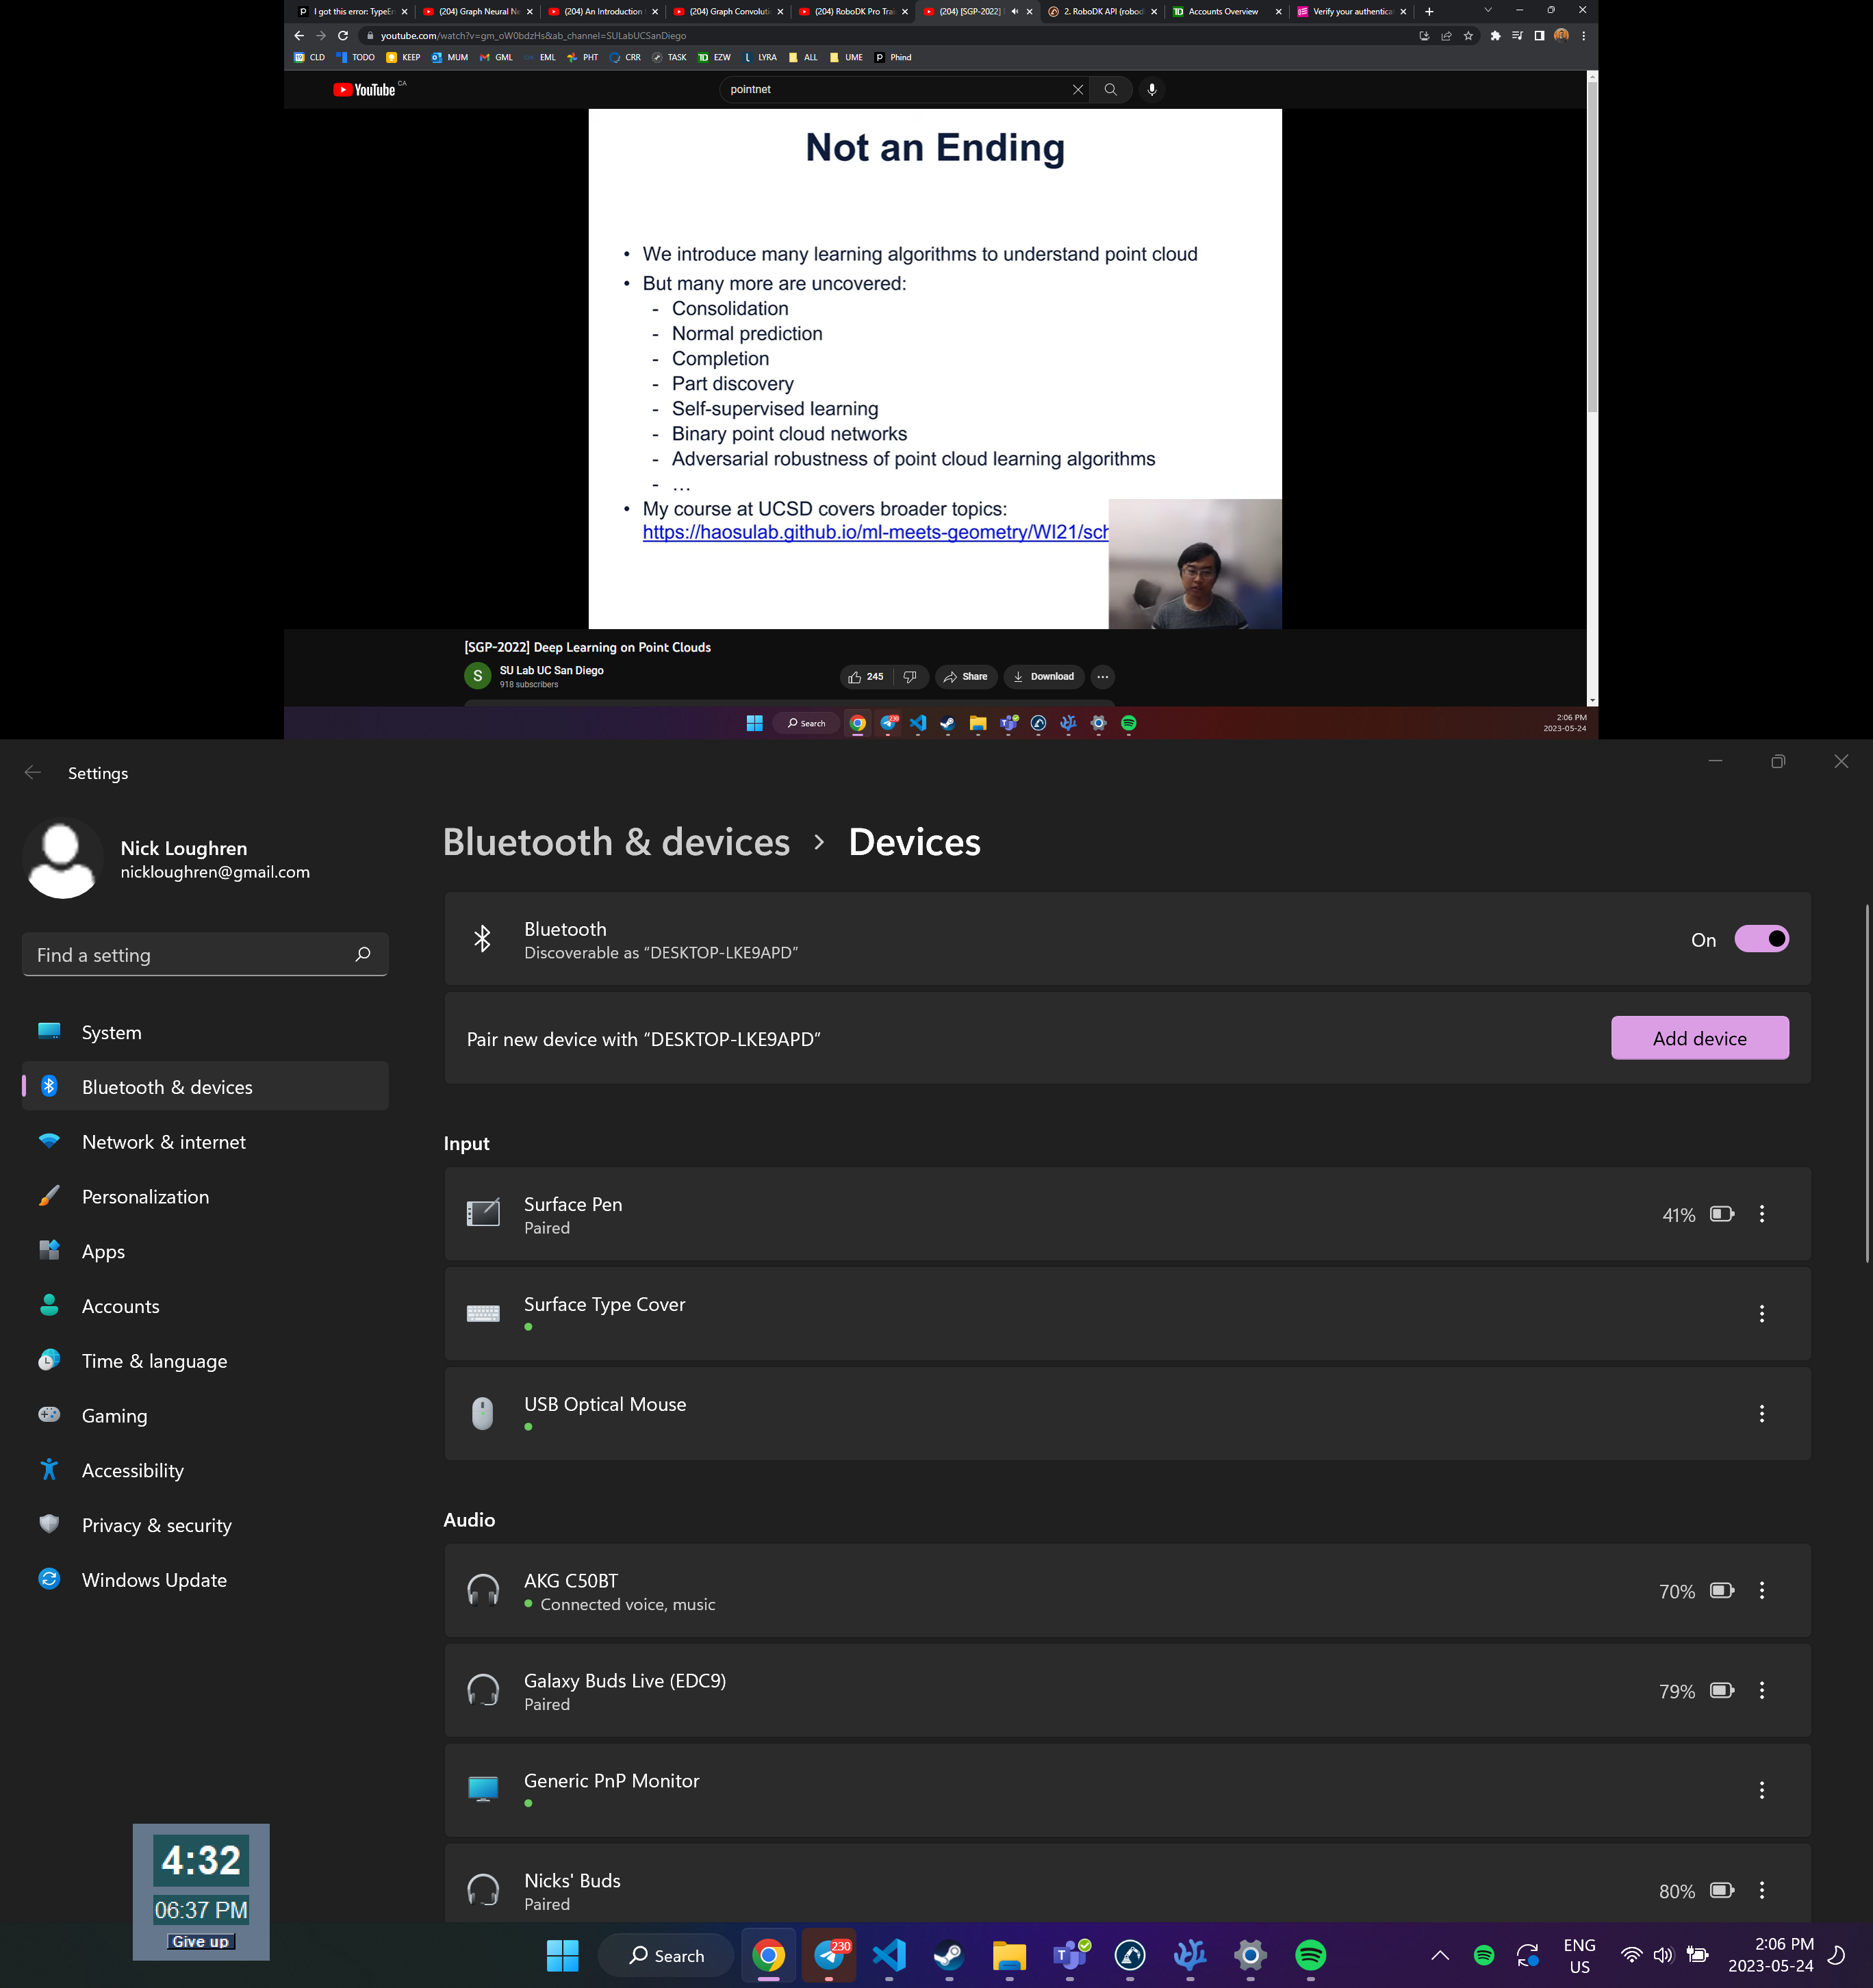 I got this error: TypeEr
(204) Graph Neural Ne
(204) An Introduction
(204) Graph Convoluti
(204) RoboDK Pro Trai
(204) [SGP-2022]
2. RoboDK API (robod
Accounts Overview
Verify your authentica
youtube.com/watch?v=gm_oW0bdzHs&ab_channel=SULabUCSanDiego
CLD TODO KEEP MUM GML EML PHT CRR TASK EZW LYRA ALL UME Phind
YouTube CA
pointnet
Not an Ending
• We introduce many learning algorithms to understand point cloud
• But many more are uncovered:
- Consolidation
- Normal prediction
- Completion
- Part discovery
- Self-supervised learning
- Binary point cloud networks
- Adversarial robustness of point cloud learning algorithms
- …
• My course at UCSD covers broader topics:
https://haosulab.github.io/ml-meets-geometry/WI21/sch
[SGP-2022] Deep Learning on Point Clouds
S
SU Lab UC San Diego
918 subscribers
245
Share
Download
Search
230
2:06 PM
2023-05-24
Settings
Nick Loughren
nickloughren@gmail.com
Find a setting
System
Bluetooth & devices
Network & internet
Personalization
Apps
Accounts
Time & language
Gaming
Accessibility
Privacy & security
Windows Update
Bluetooth & devices › Devices
Bluetooth
Discoverable as “DESKTOP-LKE9APD”
On
Pair new device with “DESKTOP-LKE9APD”
Add device
Input
Surface Pen
Paired
41%
Surface Type Cover
USB Optical Mouse
Audio
AKG C50BT
Connected voice, music
70%
Galaxy Buds Live (EDC9)
Paired
79%
Generic PnP Monitor
Nicks' Buds
Paired
80%
4:32
06:37 PM
Give up
Search
230
ENG
US
2:06 PM
2023-05-24